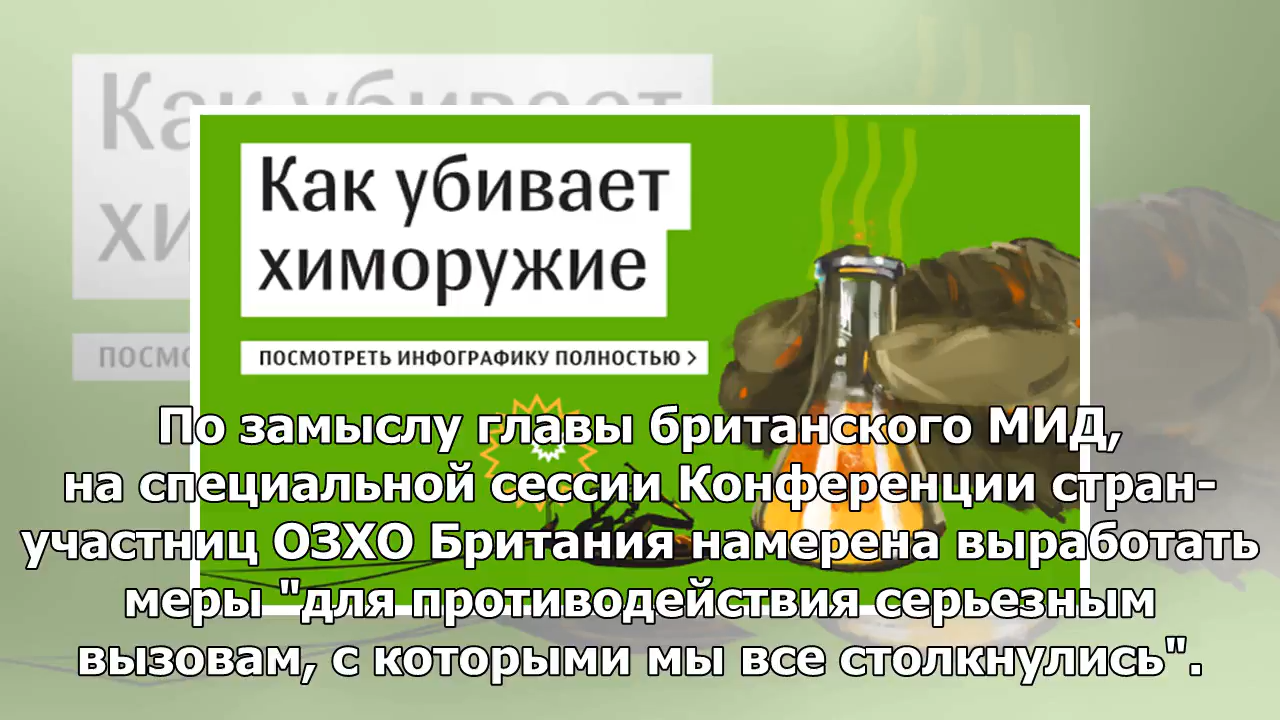 Как убивает
химоружие
ПОСМОТРЕТЬ ИНФОГРАФИКУ ПОЛНОСТЬЮ >
По замыслу главы британского МИД,
на специальной сессии Конференции стран-
участниц ОЗХО Британия намерена выработать
меры "для противодействия серьезным
вызовам, с которыми мы все столкнулись".